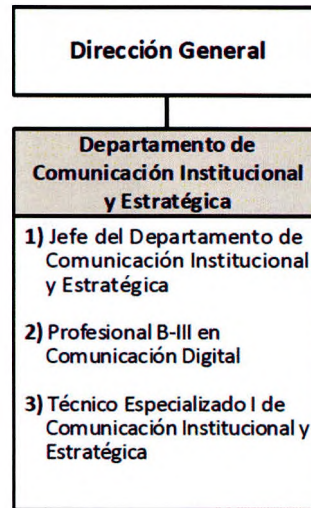 Dirección General
Departamento de
Comunicación Institucional
y Estratégica
1) Jefe del Departamento de
Comunicación Institucional
y Estratégica
2) Profesional B-III en
Comunicación Digital
3) Técnico Especializado I de
Comunicación Institucional y
Estratégica